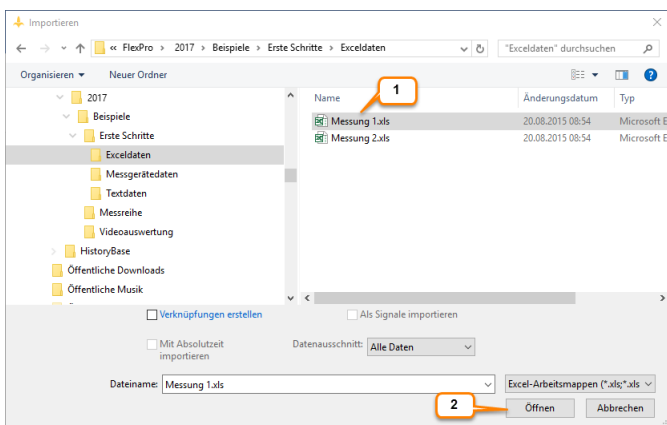 Importieren
« FlexPro > 2017 > Beispiele > Erste Schritte > Exceldaten
"Exceldaten" durchsuchen
Organisieren
Neuer Ordner
2017
Beispiele
Erste Schritte
Exceldaten
Messgerätedaten
Textdaten
Messreihe
Videoauswertung
HistoryBase
Öffentliche Downloads
Öffentliche Musik
Name
Änderungsdatum
Typ
1
Messung 1.xls
20.08.2015 08:54
Microsoft E
Messung 2.xls
20.08.2015 08:54
Microsoft E
Verknüpfungen erstellen
Als Signale importieren
Mit Absolutzeit
importieren
Datenausschnitt:
Alle Daten
Dateiname:
Messung 1.xls
Excel-Arbeitsmappen (*.xls;*.xls
2
Öffnen
Abbrechen